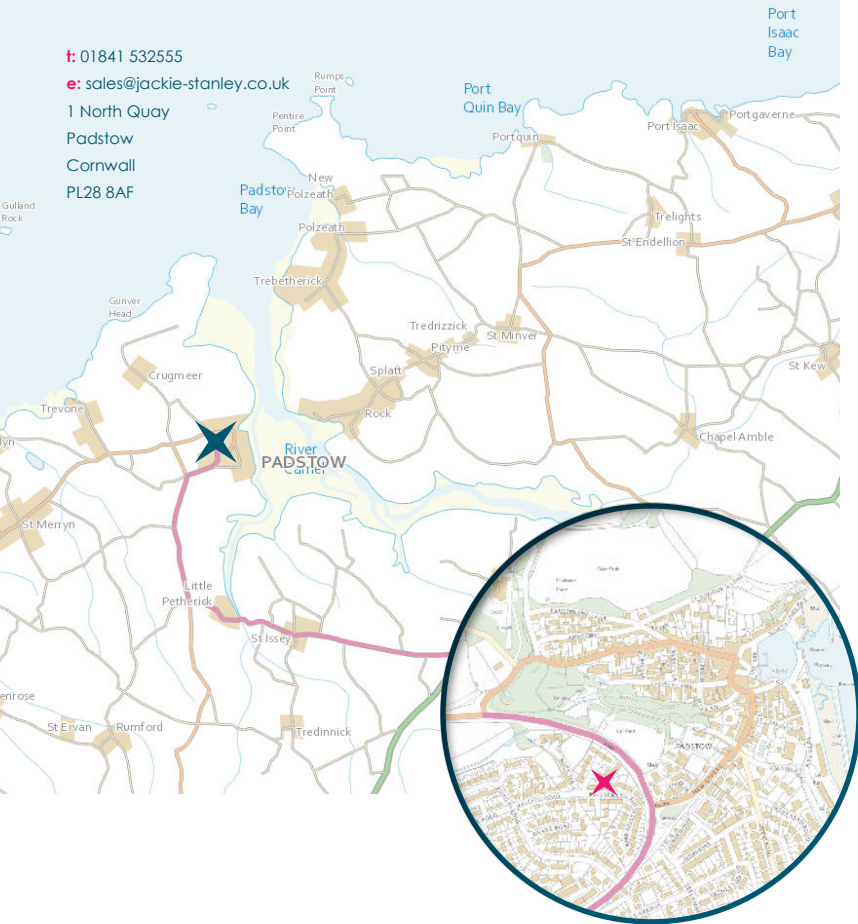 Port
Isaac
Bay
t: 01841 532555
e: sales@jackie-stanley.co.uk
1 North Quay
Padstow
Cornwall
PL28 8AF
Rumps
Point
Port
Quin Bay
Pentire
Point
Portquin
Port Isaac
Portgaverne
Gulland
Rock
Padstow
Bay
New
Polzeath
Polzeath
Trelights
St Endellion
Trebetherick
Gunver
Head
Tredrizzick
St Minver
Pityme
Crugmeer
Splatt
St Kew
Trevone
Rock
lyn
Chapel Amble
River
Camel
PADSTOW
St Merryn
Little
Petherick
St Issey
enrose
St Ervan
Rumford
Tredinnick
PADSTOW